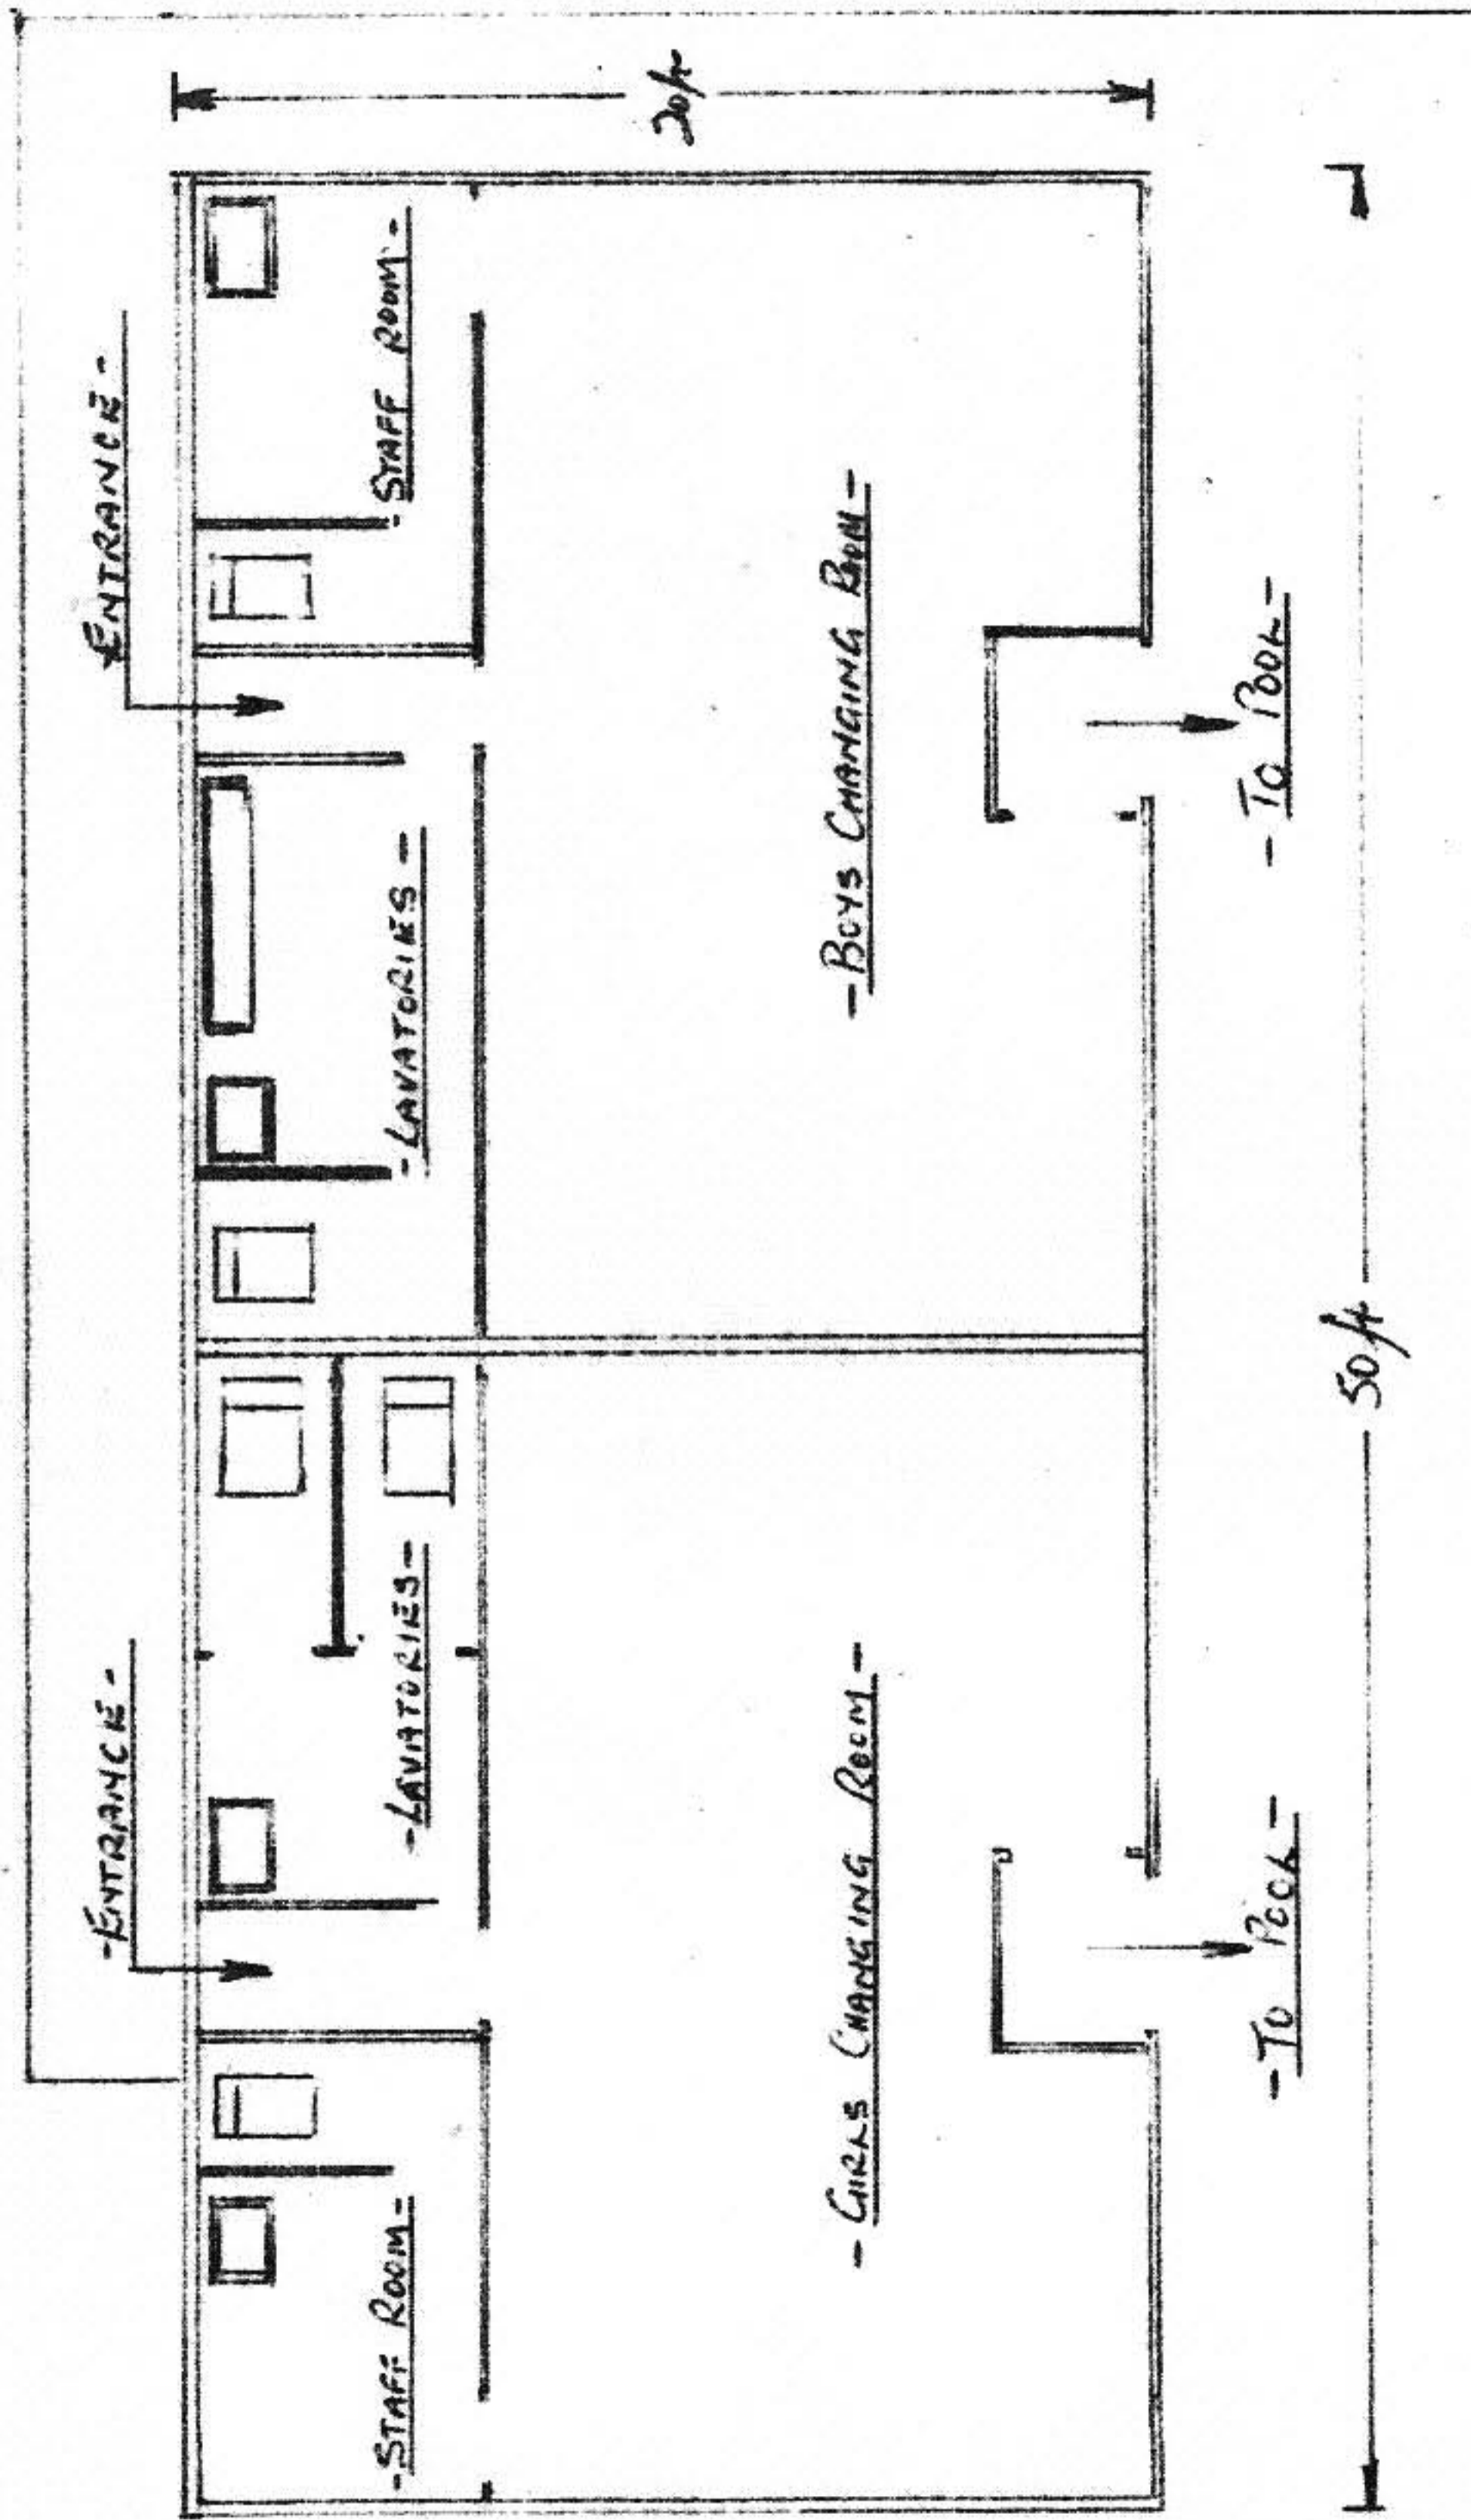 - ENTRANCE -
- ENTRANCE -
- STAFF ROOM -
- LAVATORIES -
- LAVATORIES -
- STAFF ROOM -
20ft
- GIRLS CHANGING ROOM -
- BOYS CHANGING ROOM -
- TO POOL -
- TO POOL -
50ft